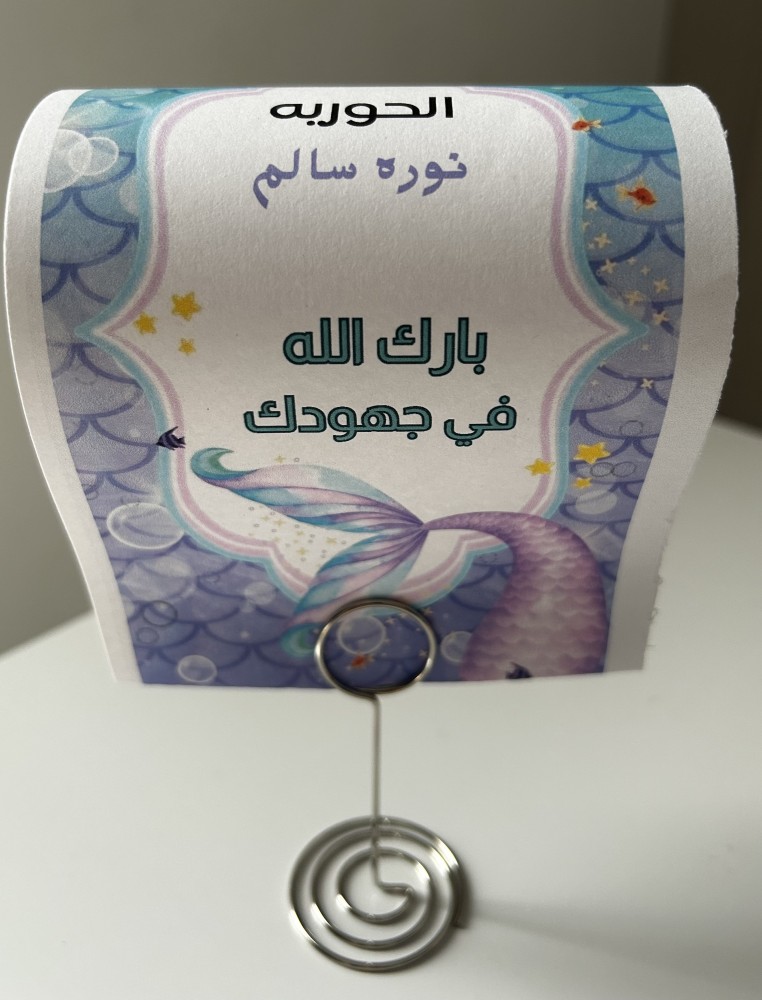 الحوريه
نوره سالم
بارك الله
في جهودك